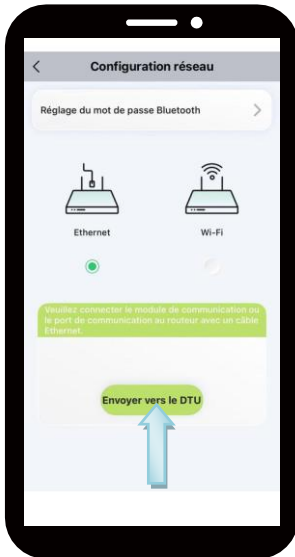 Configuration réseau
Réglage du mot de passe Bluetooth
Ethernet
Wi-Fi
Veuillez connecter le module de communication ou
le port de communication au routeur avec un câble
Ethernet.
Envoyer vers le DTU